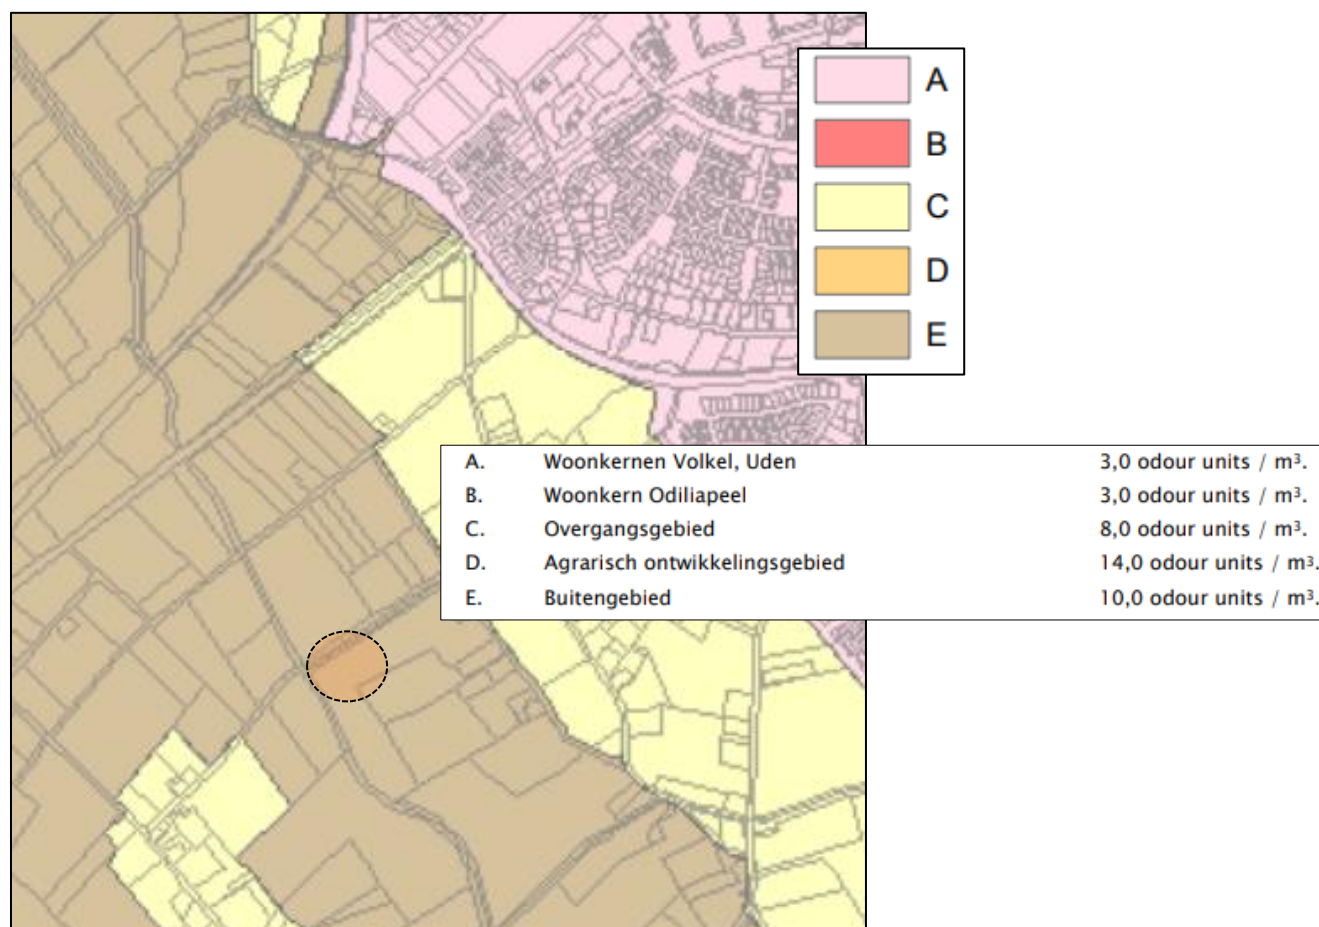 A
B
C
D
E
A. Woonkernen Volkel, Uden 3,0 odour units / m³.
B. Woonkern Odiliapeel 3,0 odour units / m³.
C. Overgangsgebied 8,0 odour units / m³.
D. Agrarisch ontwikkelingsgebied 14,0 odour units / m³.
E. Buitengebied 10,0 odour units / m³.